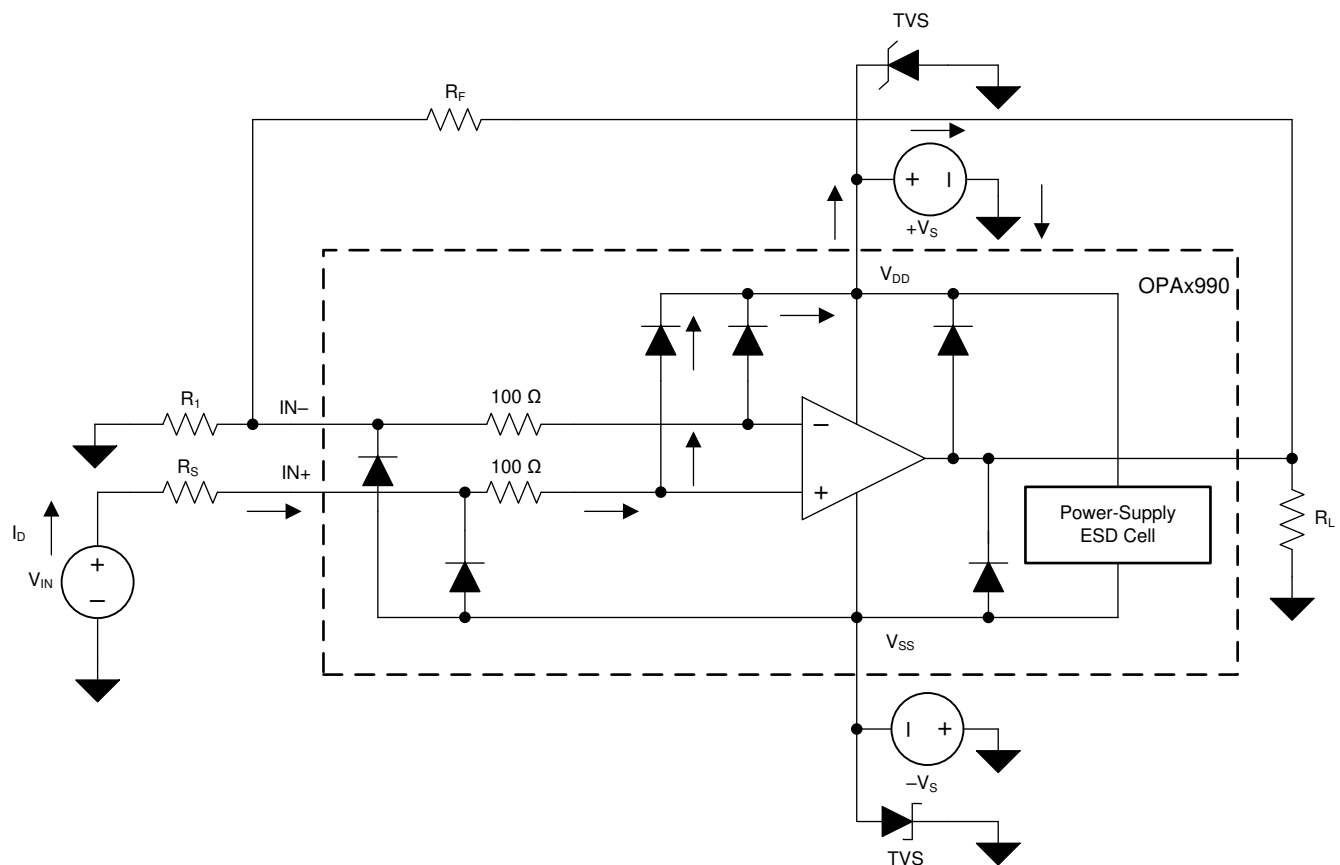 TVS
R_F
+ −
+V_S
V_DD
OPAx990
R_1
IN–
100 Ω
−
R_S
IN+
100 Ω
+
I_D
V_IN
+
−
Power-Supply
ESD Cell
R_L
V_SS
− +
–V_S
TVS